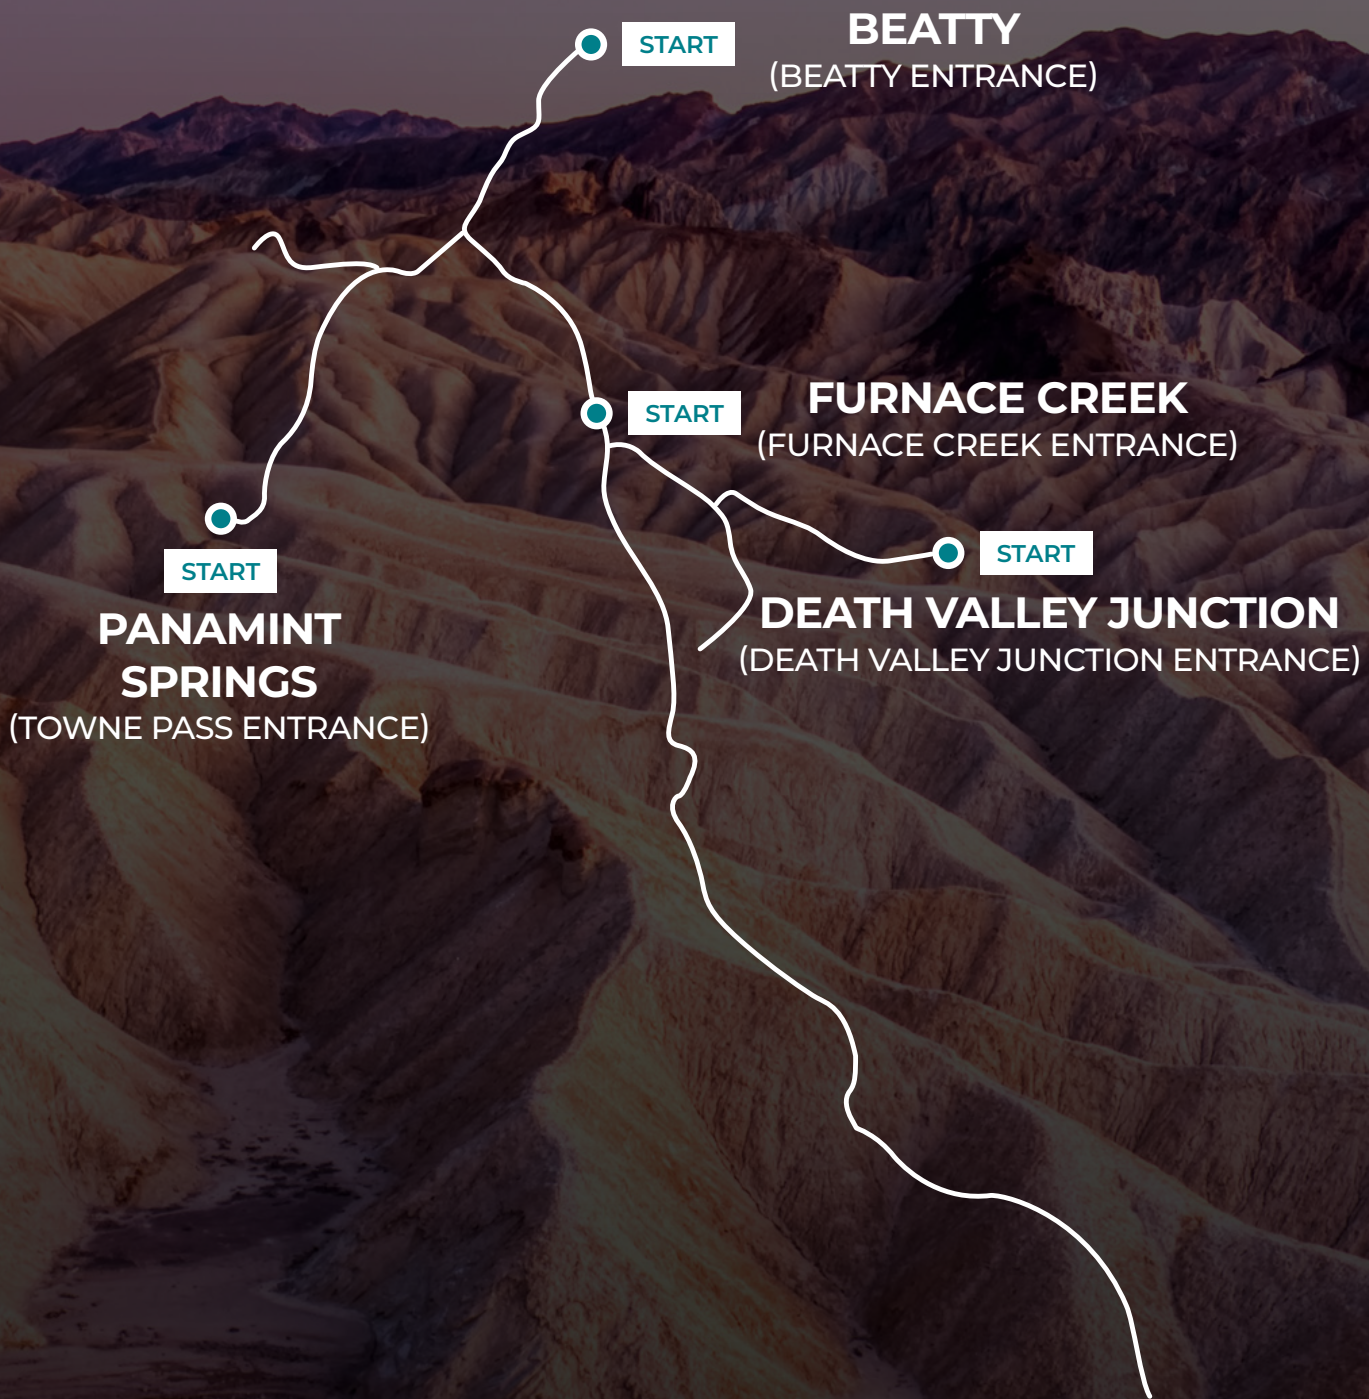 START
BEATTY
(BEATTY ENTRANCE)
START
FURNACE CREEK
(FURNACE CREEK ENTRANCE)
START
PANAMINT
SPRINGS
(TOWNE PASS ENTRANCE)
START
DEATH VALLEY JUNCTION
(DEATH VALLEY JUNCTION ENTRANCE)